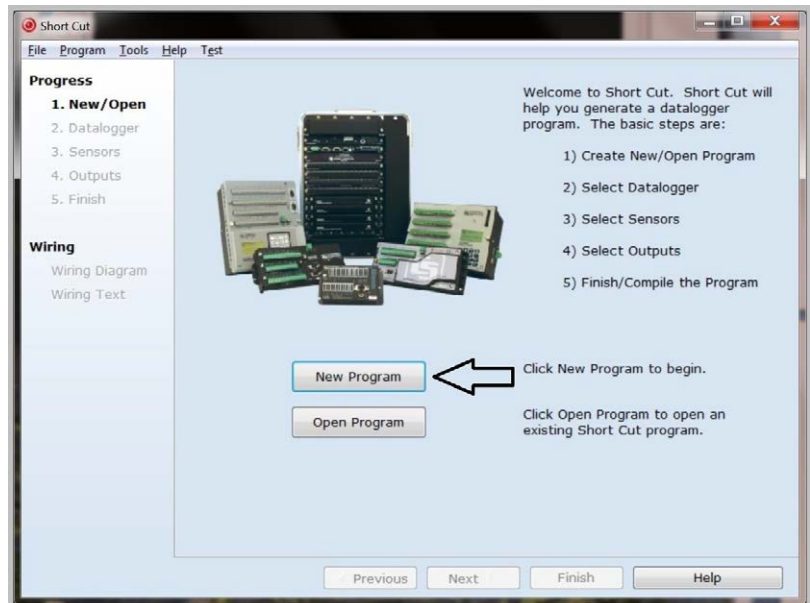 Short Cut
File Program Tools Help Test
Progress
1. New/Open
2. Datalogger
3. Sensors
4. Outputs
5. Finish
Wiring
Wiring Diagram
Wiring Text
Welcome to Short Cut. Short Cut will
help you generate a datalogger
program. The basic steps are:
1) Create New/Open Program
2) Select Datalogger
3) Select Sensors
4) Select Outputs
5) Finish/Compile the Program
New Program
Click New Program to begin.
Open Program
Click Open Program to open an
existing Short Cut program.
Previous Next Finish Help